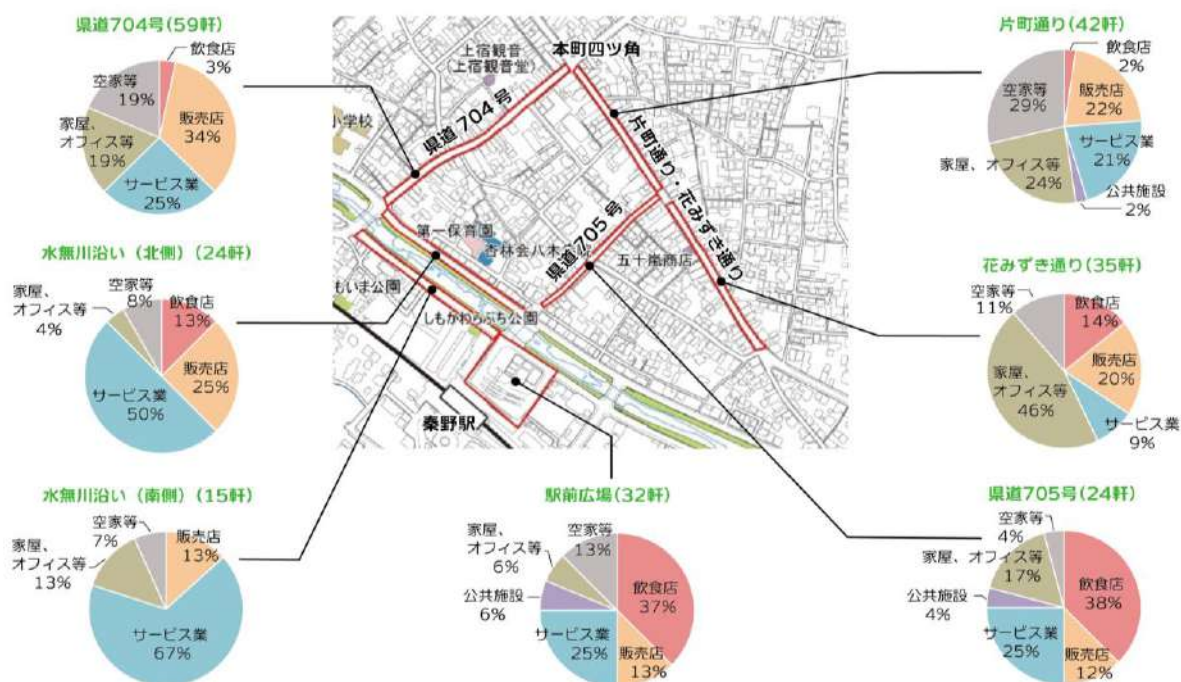 県道704号(59軒)
飲食店
3%
販売店
34%
サービス業
25%
家屋、
オフィス等
19%
空家等
19%
水無川沿い（北側）(24軒)
飲食店
13%
販売店
25%
サービス業
50%
家屋、
オフィス等
4%
空家等
8%
水無川沿い（南側）(15軒)
販売店
13%
サービス業
67%
家屋、
オフィス等
13%
空家等
7%
上宿観音
(上宿観音堂)
本町四ツ角
小学校
県道704号
片町通り・花みずき通り
第一保育園
杏林会八木
県道705号
五十嵐商店
もいま公園
しもかわらぶち公園
秦野駅
駅前広場(32軒)
飲食店
37%
販売店
13%
サービス業
25%
公共施設
6%
家屋、
オフィス等
6%
空家等
13%
片町通り(42軒)
飲食店
2%
販売店
22%
サービス業
21%
公共施設
2%
家屋、オフィス等
24%
空家等
29%
花みずき通り(35軒)
飲食店
14%
販売店
20%
サービス業
9%
家屋、
オフィス等
46%
空家等
11%
県道705号(24軒)
飲食店
38%
販売店
12%
サービス業
25%
公共施設
4%
家屋、オフィス等
17%
空家等
4%